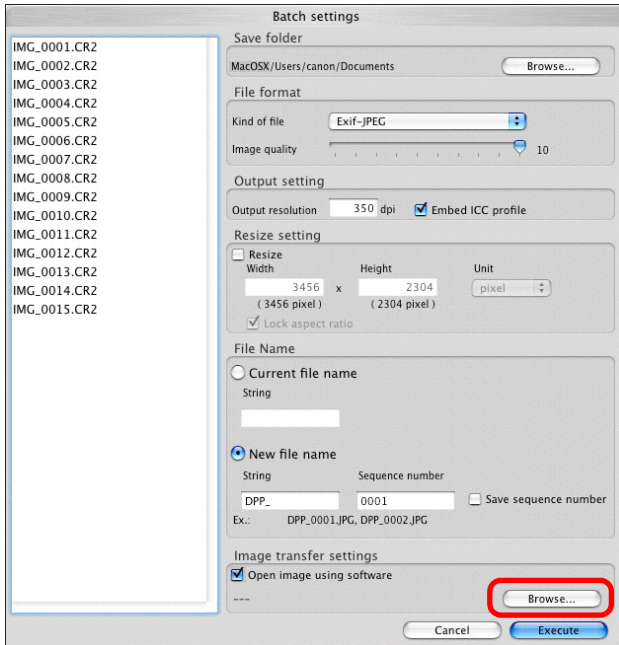 Batch settings
IMG_0001.CR2
IMG_0002.CR2
IMG_0003.CR2
IMG_0004.CR2
IMG_0005.CR2
IMG_0006.CR2
IMG_0007.CR2
IMG_0008.CR2
IMG_0009.CR2
IMG_0010.CR2
IMG_0011.CR2
IMG_0012.CR2
IMG_0013.CR2
IMG_0014.CR2
IMG_0015.CR2
Save folder
MacOSX/Users/canon/Documents Browse...
File format
Kind of file Exif-JPEG
Image quality 10
Output setting
Output resolution 350 dpi Embed ICC profile
Resize setting
Resize
Width Height Unit
3456 x 2304 pixel
( 3456 pixel ) ( 2304 pixel )
Lock aspect ratio
File Name
Current file name
String
New file name
String Sequence number
DPP_ 0001 Save sequence number
Ex.: DPP_0001.JPG, DPP_0002.JPG
Image transfer settings
Open image using software
--- Browse...
Cancel Execute